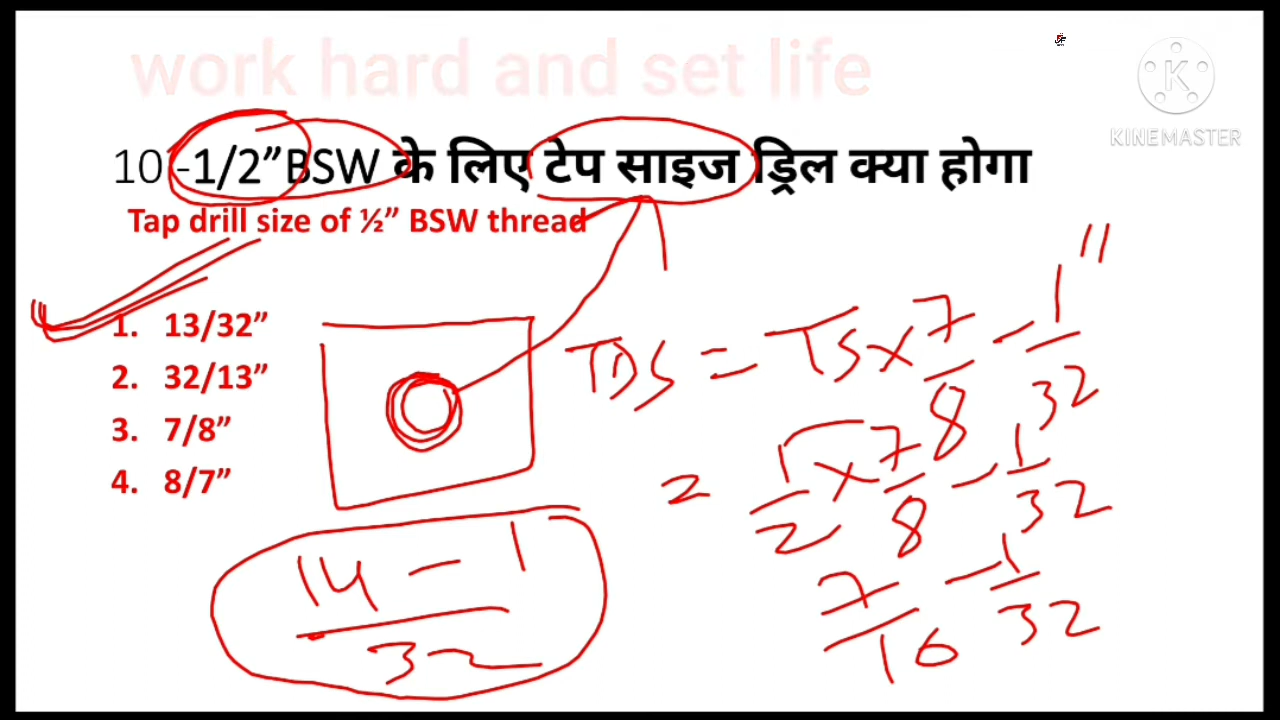 work hard and set life
KINEMASTER
10 -1/2”BSW के लिए टेप साइज ड्रिल क्या होगा
Tap drill size of ½” BSW thread
1. 13/32”
2. 32/13”
3. 7/8”
4. 8/7”
TDS = TS × 7/8 - 1/32"
= 1/2 × 7/8 - 1/32
7/16 - 1/32
14 - 1
32